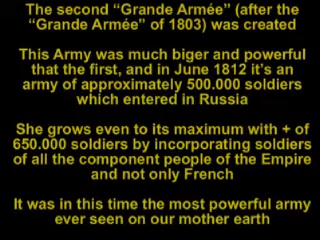 The second “Grande Armée” (after the
“Grande Armée” of 1803) was created
This Army was much biger and powerful
that the first, and in June 1812 it's an
army of approximately 500.000 soldiers
which entered in Russia
She grows even to its maximum with + of
650.000 soldiers by incorporating soldiers
of all the component people of the Empire
and not only French
It was in this time the most powerful army
ever seen on our mother earth